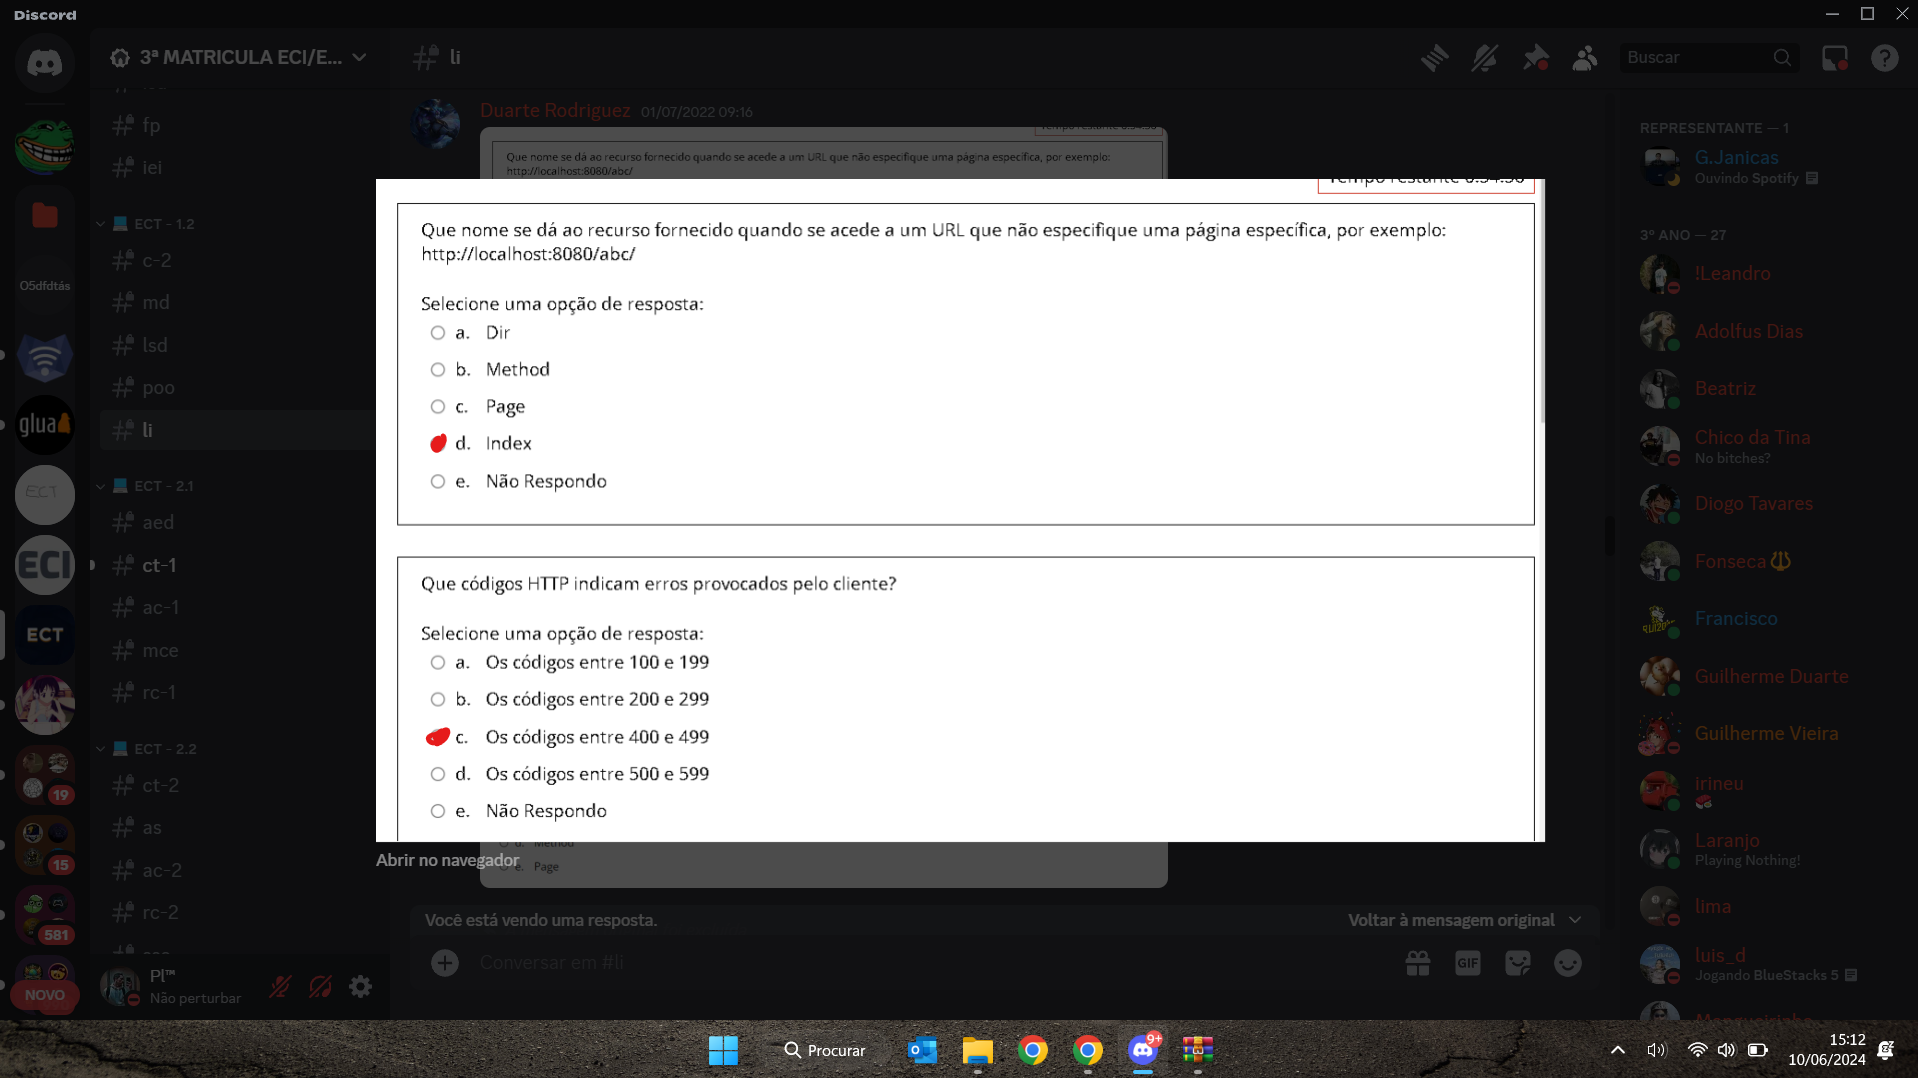 Discord
3ª MATRICULA ECI/E...
fp
iei
ECT - 1.2
c-2
md
lsd
poo
li
ECT - 2.1
aed
ct-1
ac-1
mce
rc-1
ECT - 2.2
ct-2
as
ac-2
rc-2
O5dfdtás
glua
ECT
ECI
ECT
19
15
581
NOVO
Pl™
Não perturbar
li
Buscar
Duarte Rodriguez 01/07/2022 09:16
Que nome se dá ao recurso fornecido quando se acede a um URL que não especifique uma página específica, por exemplo:
http://localhost:8080/abc/
Tempo restante 0:54:56
Que nome se dá ao recurso fornecido quando se acede a um URL que não especifique uma página específica, por exemplo:
http://localhost:8080/abc/
Selecione uma opção de resposta:
a. Dir
b. Method
c. Page
d. Index
e. Não Respondo
Que códigos HTTP indicam erros provocados pelo cliente?
Selecione uma opção de resposta:
a. Os códigos entre 100 e 199
b. Os códigos entre 200 e 299
c. Os códigos entre 400 e 499
d. Os códigos entre 500 e 599
e. Não Respondo
Abrir no navegador
d. Method
e. Page
Você está vendo uma resposta.
Voltar à mensagem original
Conversar em #li
GIF
REPRESENTANTE — 1
G.Janicas
Ouvindo Spotify
3º ANO — 27
!Leandro
Adolfus Dias
Beatriz
Chico da Tina
No bitches?
Diogo Tavares
Fonseca
Francisco
Guilherme Duarte
Guilherme Vieira
irineu
Laranjo
Playing Nothing!
lima
luis_d
Jogando BlueStacks 5
Procurar
9+
15:12
10/06/2024